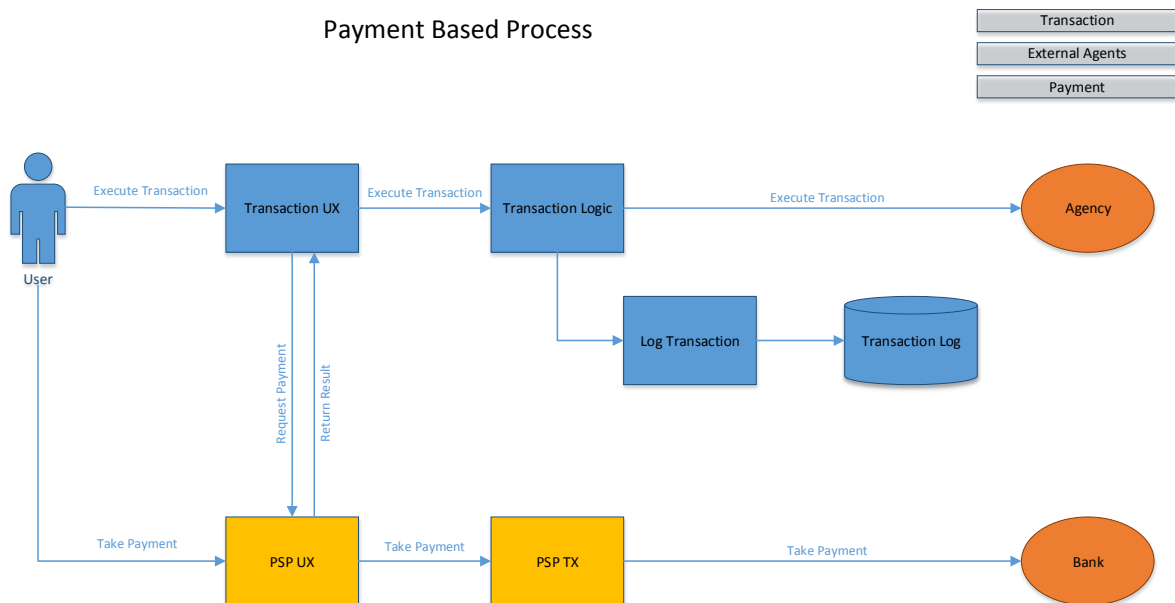 Payment Based Process
Transaction
External Agents
Payment
Execute Transaction
Transaction UX
Execute Transaction
Transaction Logic
Execute Transaction
Agency
User
Log Transaction
Transaction Log
Request Payment
Return Result
Take Payment
PSP UX
Take Payment
PSP TX
Take Payment
Bank